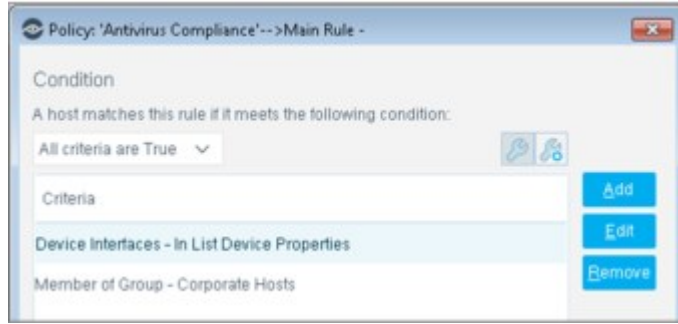 Policy: 'Antivirus Compliance'-->Main Rule -
Condition
A host matches this rule if it meets the following condition:
All criteria are True
Criteria
Add
Device Interfaces - In List Device Properties
Edit
Member of Group - Corporate Hosts
Remove